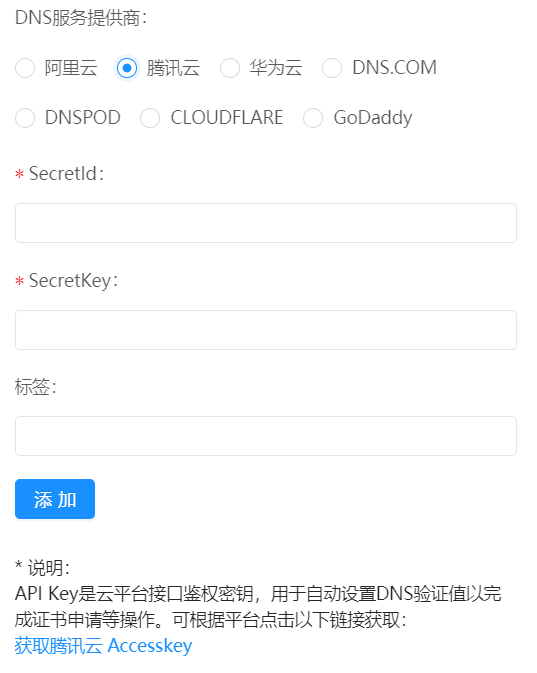 DNS服务提供商：
阿里云 腾讯云 华为云 DNS.COM
DNSPOD CLOUDFLARE GoDaddy
* SecretId：
* SecretKey：
标签：
添 加
* 说明：
API Key是云平台接口鉴权密钥，用于自动设置DNS验证值以完
成证书申请等操作。可根据平台点击以下链接获取：
获取腾讯云 Accesskey